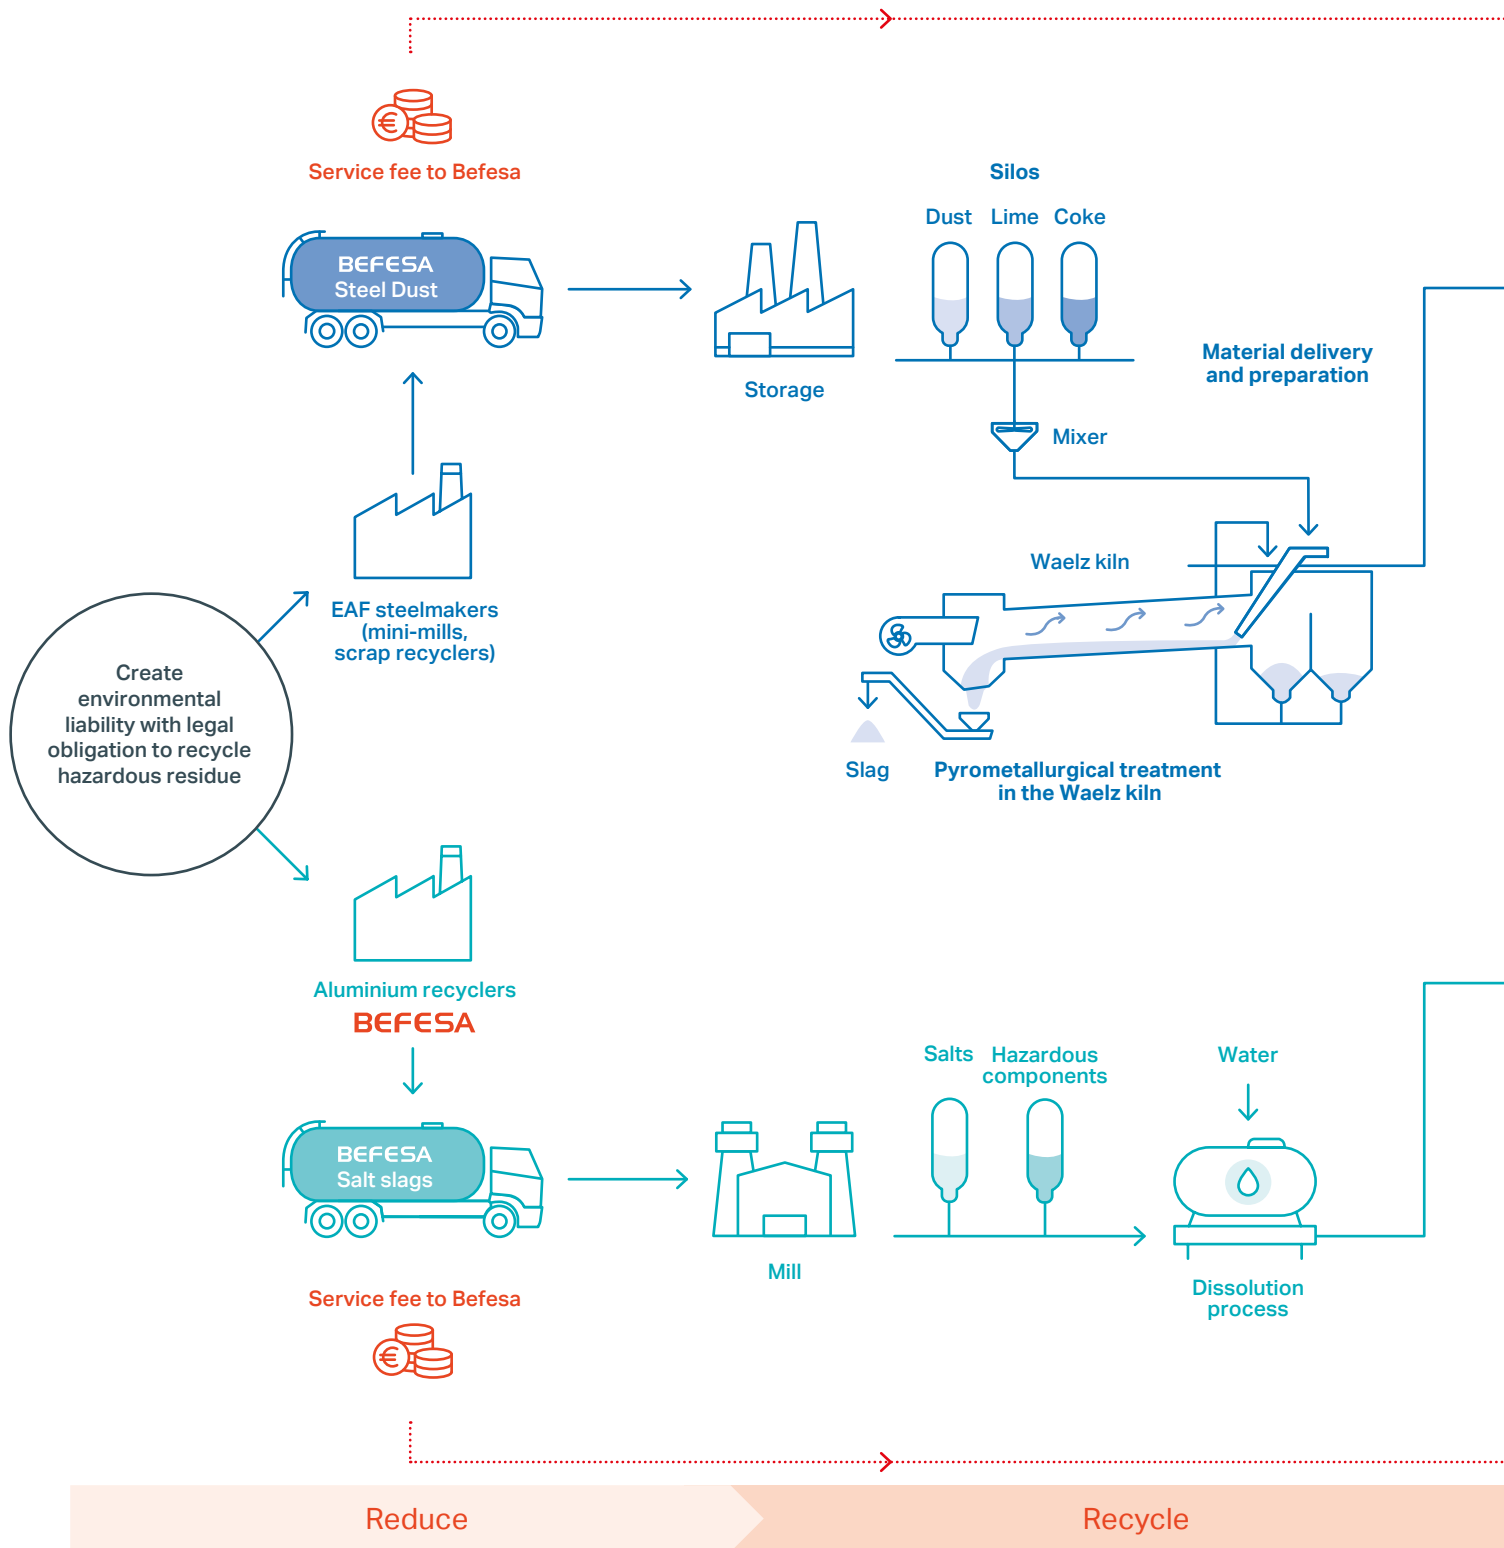 Service fee to Befesa
BEFESA
Steel Dust
Storage
Silos
Dust
Lime
Coke
Material delivery
and preparation
Mixer
Waelz kiln
EAF steelmakers
(mini-mills,
scrap recyclers)
Slag
Pyrometallurgical treatment
in the Waelz kiln
Create
environmental
liability with legal
obligation to recycle
hazardous residue
Aluminium recyclers
BEFESA
BEFESA
Salt slags
Mill
Salts
Hazardous
components
Water
Dissolution
process
Service fee to Befesa
Reduce
Recycle